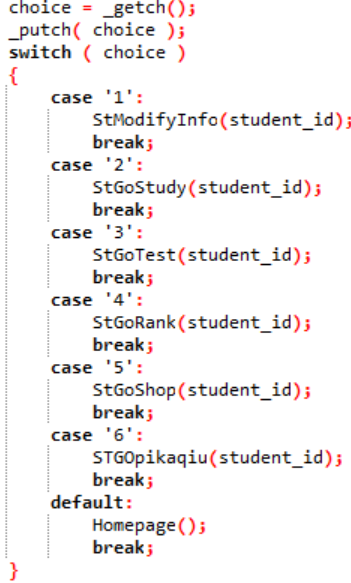 choice = _getch();
_putch( choice );
switch ( choice )
{
case '1':
StModifyInfo(student_id);
break;
case '2':
StGoStudy(student_id);
break;
case '3':
StGoTest(student_id);
break;
case '4':
StGoRank(student_id);
break;
case '5':
StGoShop(student_id);
break;
case '6':
STGOpikaqiu(student_id);
break;
default:
Homepage();
break;
}